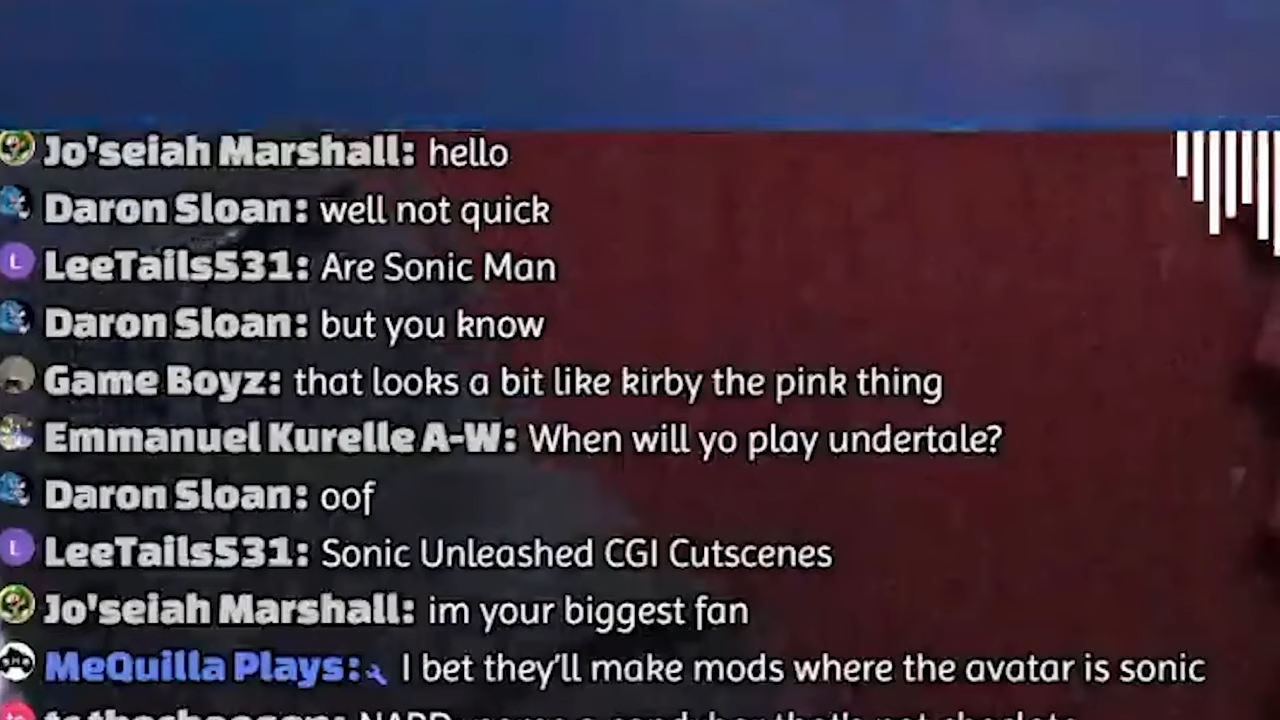 Jo'seiah Marshall: hello
Daron Sloan: well not quick
L LeeTails531: Are Sonic Man
Daron Sloan: but you know
Game Boyz: that looks a bit like kirby the pink thing
Emmanuel Kurelle A-W: When will yo play undertale?
Daron Sloan: oof
L LeeTails531: Sonic Unleashed CGI Cutscenes
Jo'seiah Marshall: im your biggest fan
MeQuilla Plays: I bet they'll make mods where the avatar is sonic